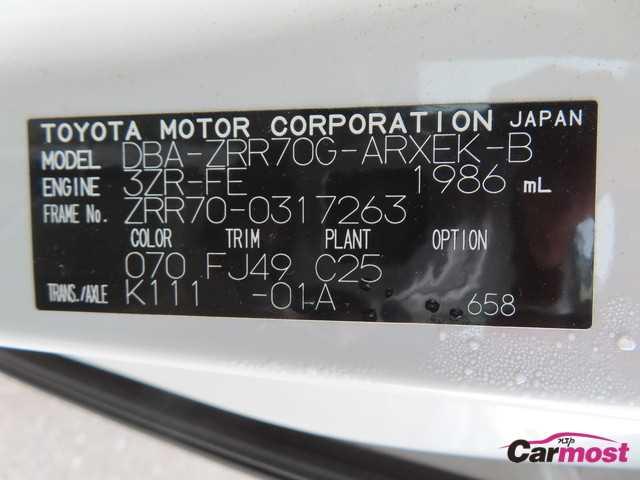 TOYOTA MOTOR CORPORATION JAPAN
MODEL DBA-ZRR70G-ARXEK-B
ENGINE 3ZR-FE 1986 mL
FRAME No. ZRR70-0317263
COLOR TRIM PLANT OPTION
070 FJ49 C25
TRANS./AXLE K111 -01A 658
Carmost